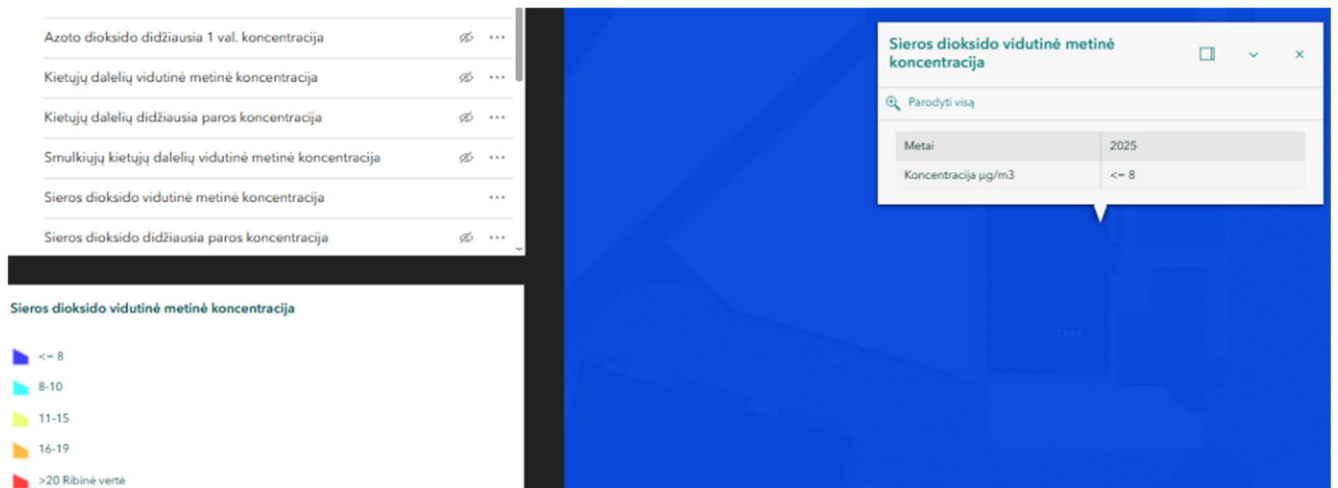 Azoto dioksido didžiausia 1 val. koncentracija
Kietųjų dalelių vidutinė metinė koncentracija
Kietųjų dalelių didžiausia paros koncentracija
Smulkiųjų kietųjų dalelių vidutinė metinė koncentracija
Sieros dioksido vidutinė metinė koncentracija
Sieros dioksido didžiausia paros koncentracija
Sieros dioksido vidutinė metinė koncentracija
<= 8
8-10
11-15
16-19
>20 Ribinė vertė
Sieros dioksido vidutinė metinė
koncentracija
Parodyti visą
Metai 2025
Koncentracija µg/m3 <= 8